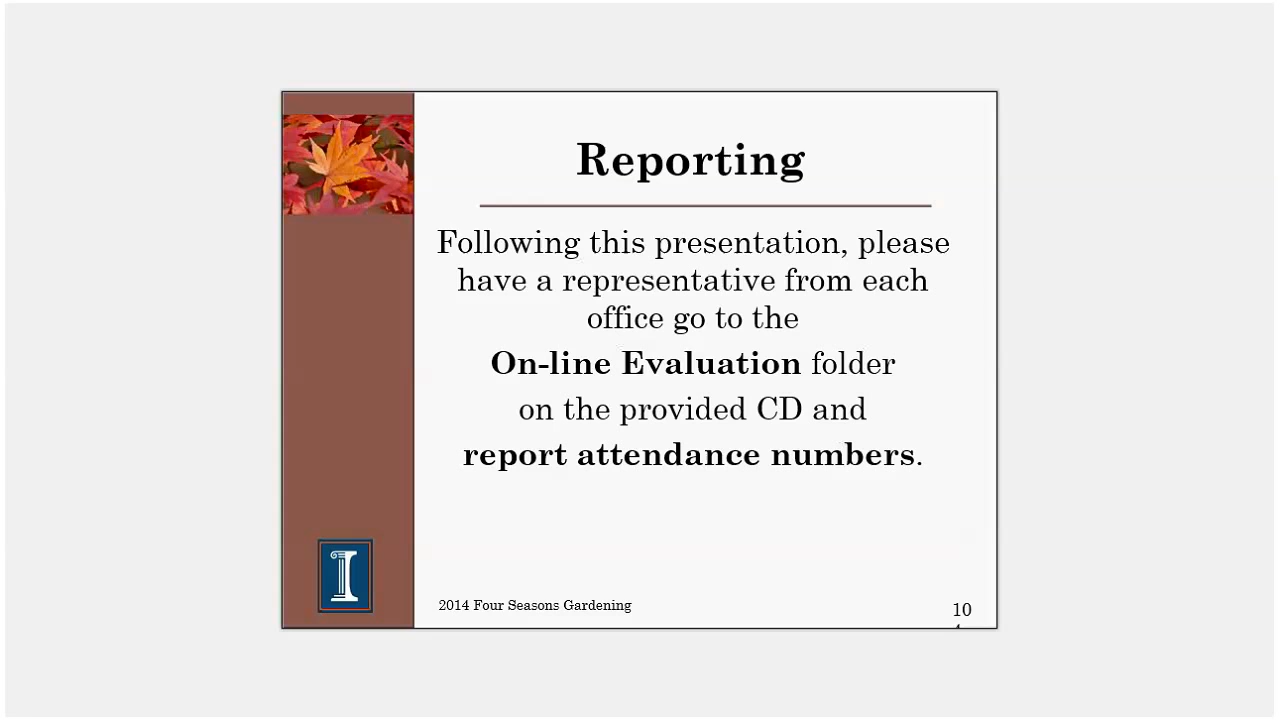 Reporting
Following this presentation, please
have a representative from each
office go to the
On-line Evaluation folder
on the provided CD and
report attendance numbers.
2014 Four Seasons Gardening
10